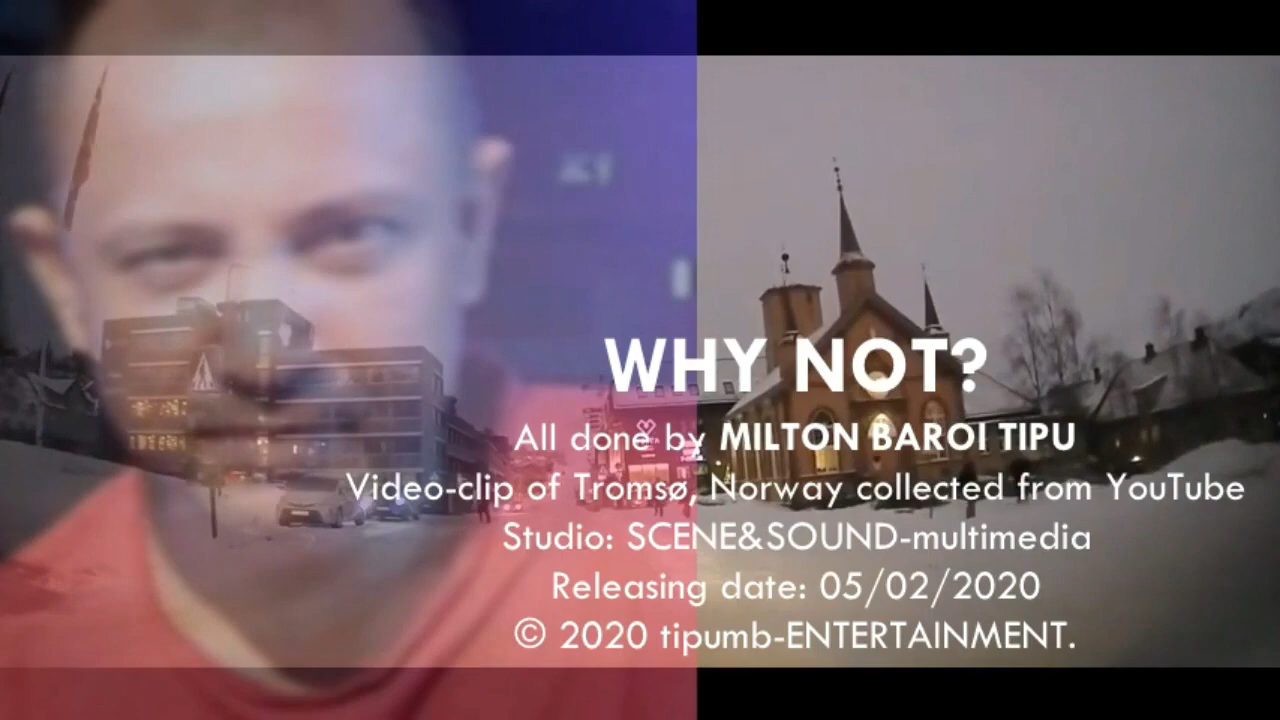 WHY NOT?
All done by MILTON BAROI TIPU
Video-clip of Tromsø, Norway collected from YouTube
Studio: SCENE&SOUND-multimedia
Releasing date: 05/02/2020
© 2020 tipumb-ENTERTAINMENT.